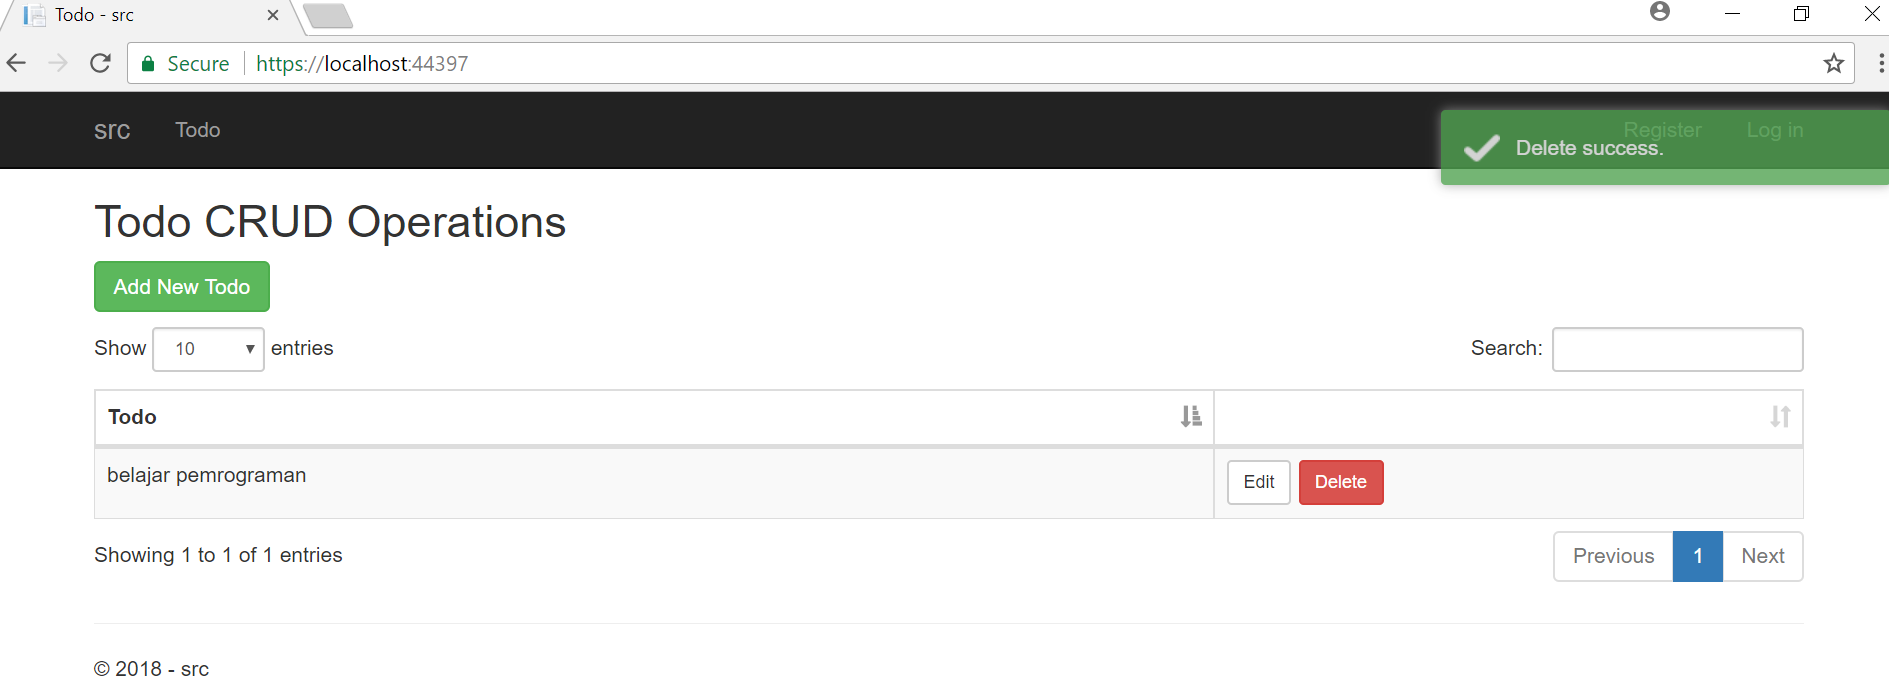 Todo - src
Secure https://localhost:44397
src Todo Register Log in
Delete success.
Todo CRUD Operations
Add New Todo
Show 10 entries Search:
Todo
belajar pemrograman Edit Delete
Showing 1 to 1 of 1 entries Previous 1 Next
© 2018 - src